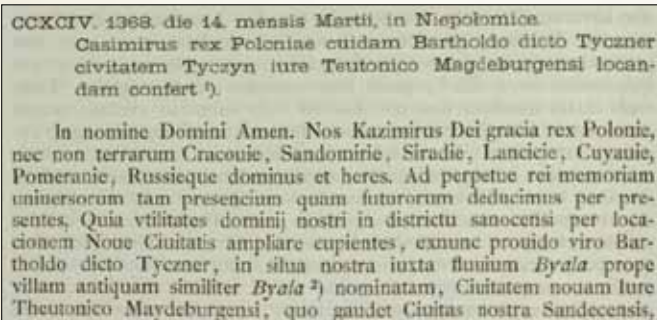 CCXCIV. 1368. die 14. mensis Martii, in Niepołomice.
Casimirus rex Poloniae cuidam Bartholdo dicto Tyczner
civitatem Tyczyn iure Teutonico Magdeburgensi locan-
dam confert ¹).
In nomine Domini Amen. Nos Kazimirus Dei gracia rex Polonie,
nec non terrarum Cracouie, Sandomirie, Siradie, Lancicie, Cuyauie,
Pomeranie, Russieque dominus et heres. Ad perpetue rei memoriam
uniuersorum tam presencium quam futurorum deducimus per pre-
sentes, Quia vtilitates dominij nostri in districtu sanocensi per loca-
cionem Noue Ciuitatis ampliare cupientes, exnunc prouido viro Bar-
tholdo dicto Tyczner, in silua nostra iuxta fluuium Byala prope
villam antiquam similiter Byala ²) nominatam, Ciuitatem nouam Iure
Theutonico Maydeburgensi, quo gaudet Ciuitas nostra Sandecensis,